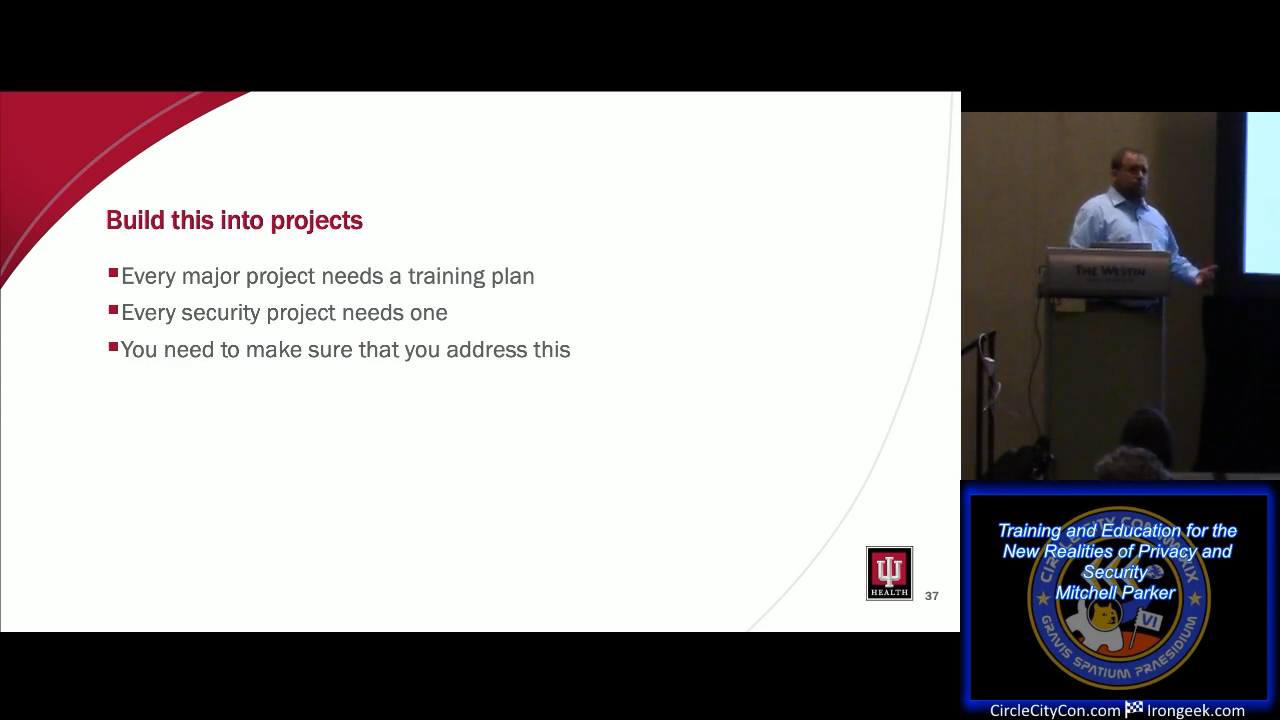 Build this into projects
Every major project needs a training plan
Every security project needs one
You need to make sure that you address this
HEALTH
37
THE WESTIN
Training and Education for the
New Realities of Privacy and
Security
Mitchell Parker
VI
GRAVIS SPATIUM PRAESIDIUM
CircleCityCon.com Irongeek.com